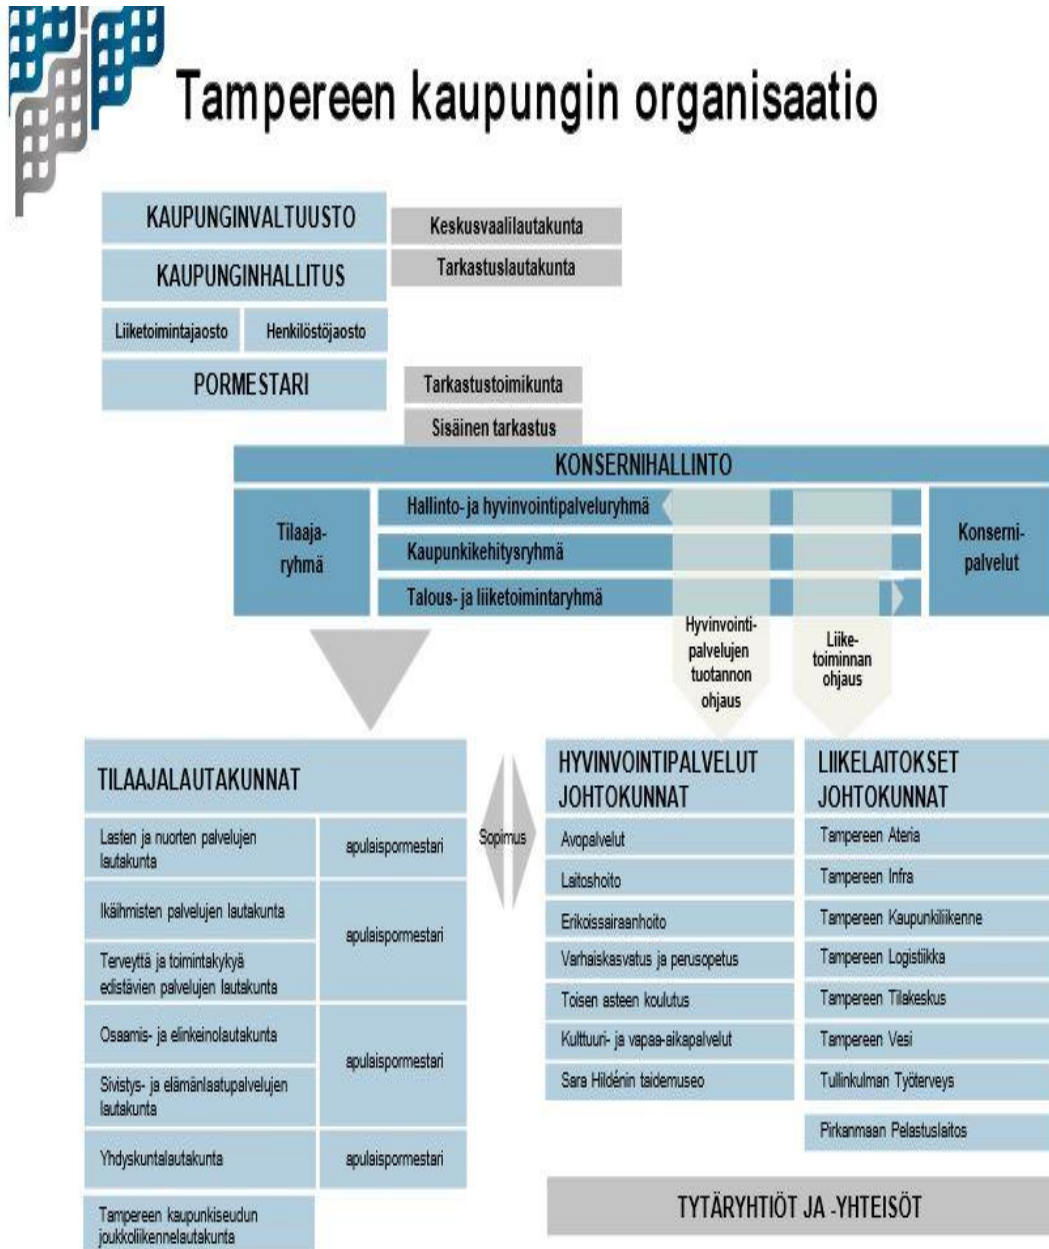 Tampereen kaupungin organisaatio
KAUPUNGINVALTUUSTO
Keskusvaalilautakunta
KAUPUNGINHALLITUS
Tarkastuslautakunta
Liiketoimintajaosto
Henkilöstöjaosto
PORMESTARI
Tarkastustoimikunta
Sisäinen tarkastus
KONSERNIHALLINTO
Tilaaja-
ryhmä
Hallinto- ja hyvinvointipalveluryhmä
Kaupunkikehitysryhmä
Talous- ja liiketoimintaryhmä
Konserni-
palvelut
Hyvinvointi-
palvelujen
tuotannon
ohjaus
Liike-
toiminnan
ohjaus
TILAAJALAUTAKUNNAT
Lasten ja nuorten palvelujen
lautakunta
apulaispormestari
Ikäihmisten palvelujen lautakunta
apulaispormestari
Terveyttä ja toimintakykyä
edistävien palvelujen lautakunta
Osaamis- ja elinkeinolautakunta
apulaispormestari
Sivistys- ja elämänlaatupalvelujen
lautakunta
Yhdyskuntalautakunta
apulaispormestari
Tampereen kaupunkiseudun
joukkoliikennelautakunta
Sopimus
HYVINVOINTIPALVELUT
JOHTOKUNNAT
Avopalvelut
Laitoshoito
Erikoissairaanhoito
Varhaiskasvatus ja perusopetus
Toisen asteen koulutus
Kulttuuri- ja vapaa-aikapalvelut
Sara Hildénin taidemuseo
LIIKELAITOKSET
JOHTOKUNNAT
Tampereen Ateria
Tampereen Infra
Tampereen Kaupunkiliikenne
Tampereen Logistiikka
Tampereen Tilakeskus
Tampereen Vesi
Tullinkulman Työterveys
Pirkanmaan Pelastuslaitos
TYTÄRYHTIÖT JA -YHTEISÖT